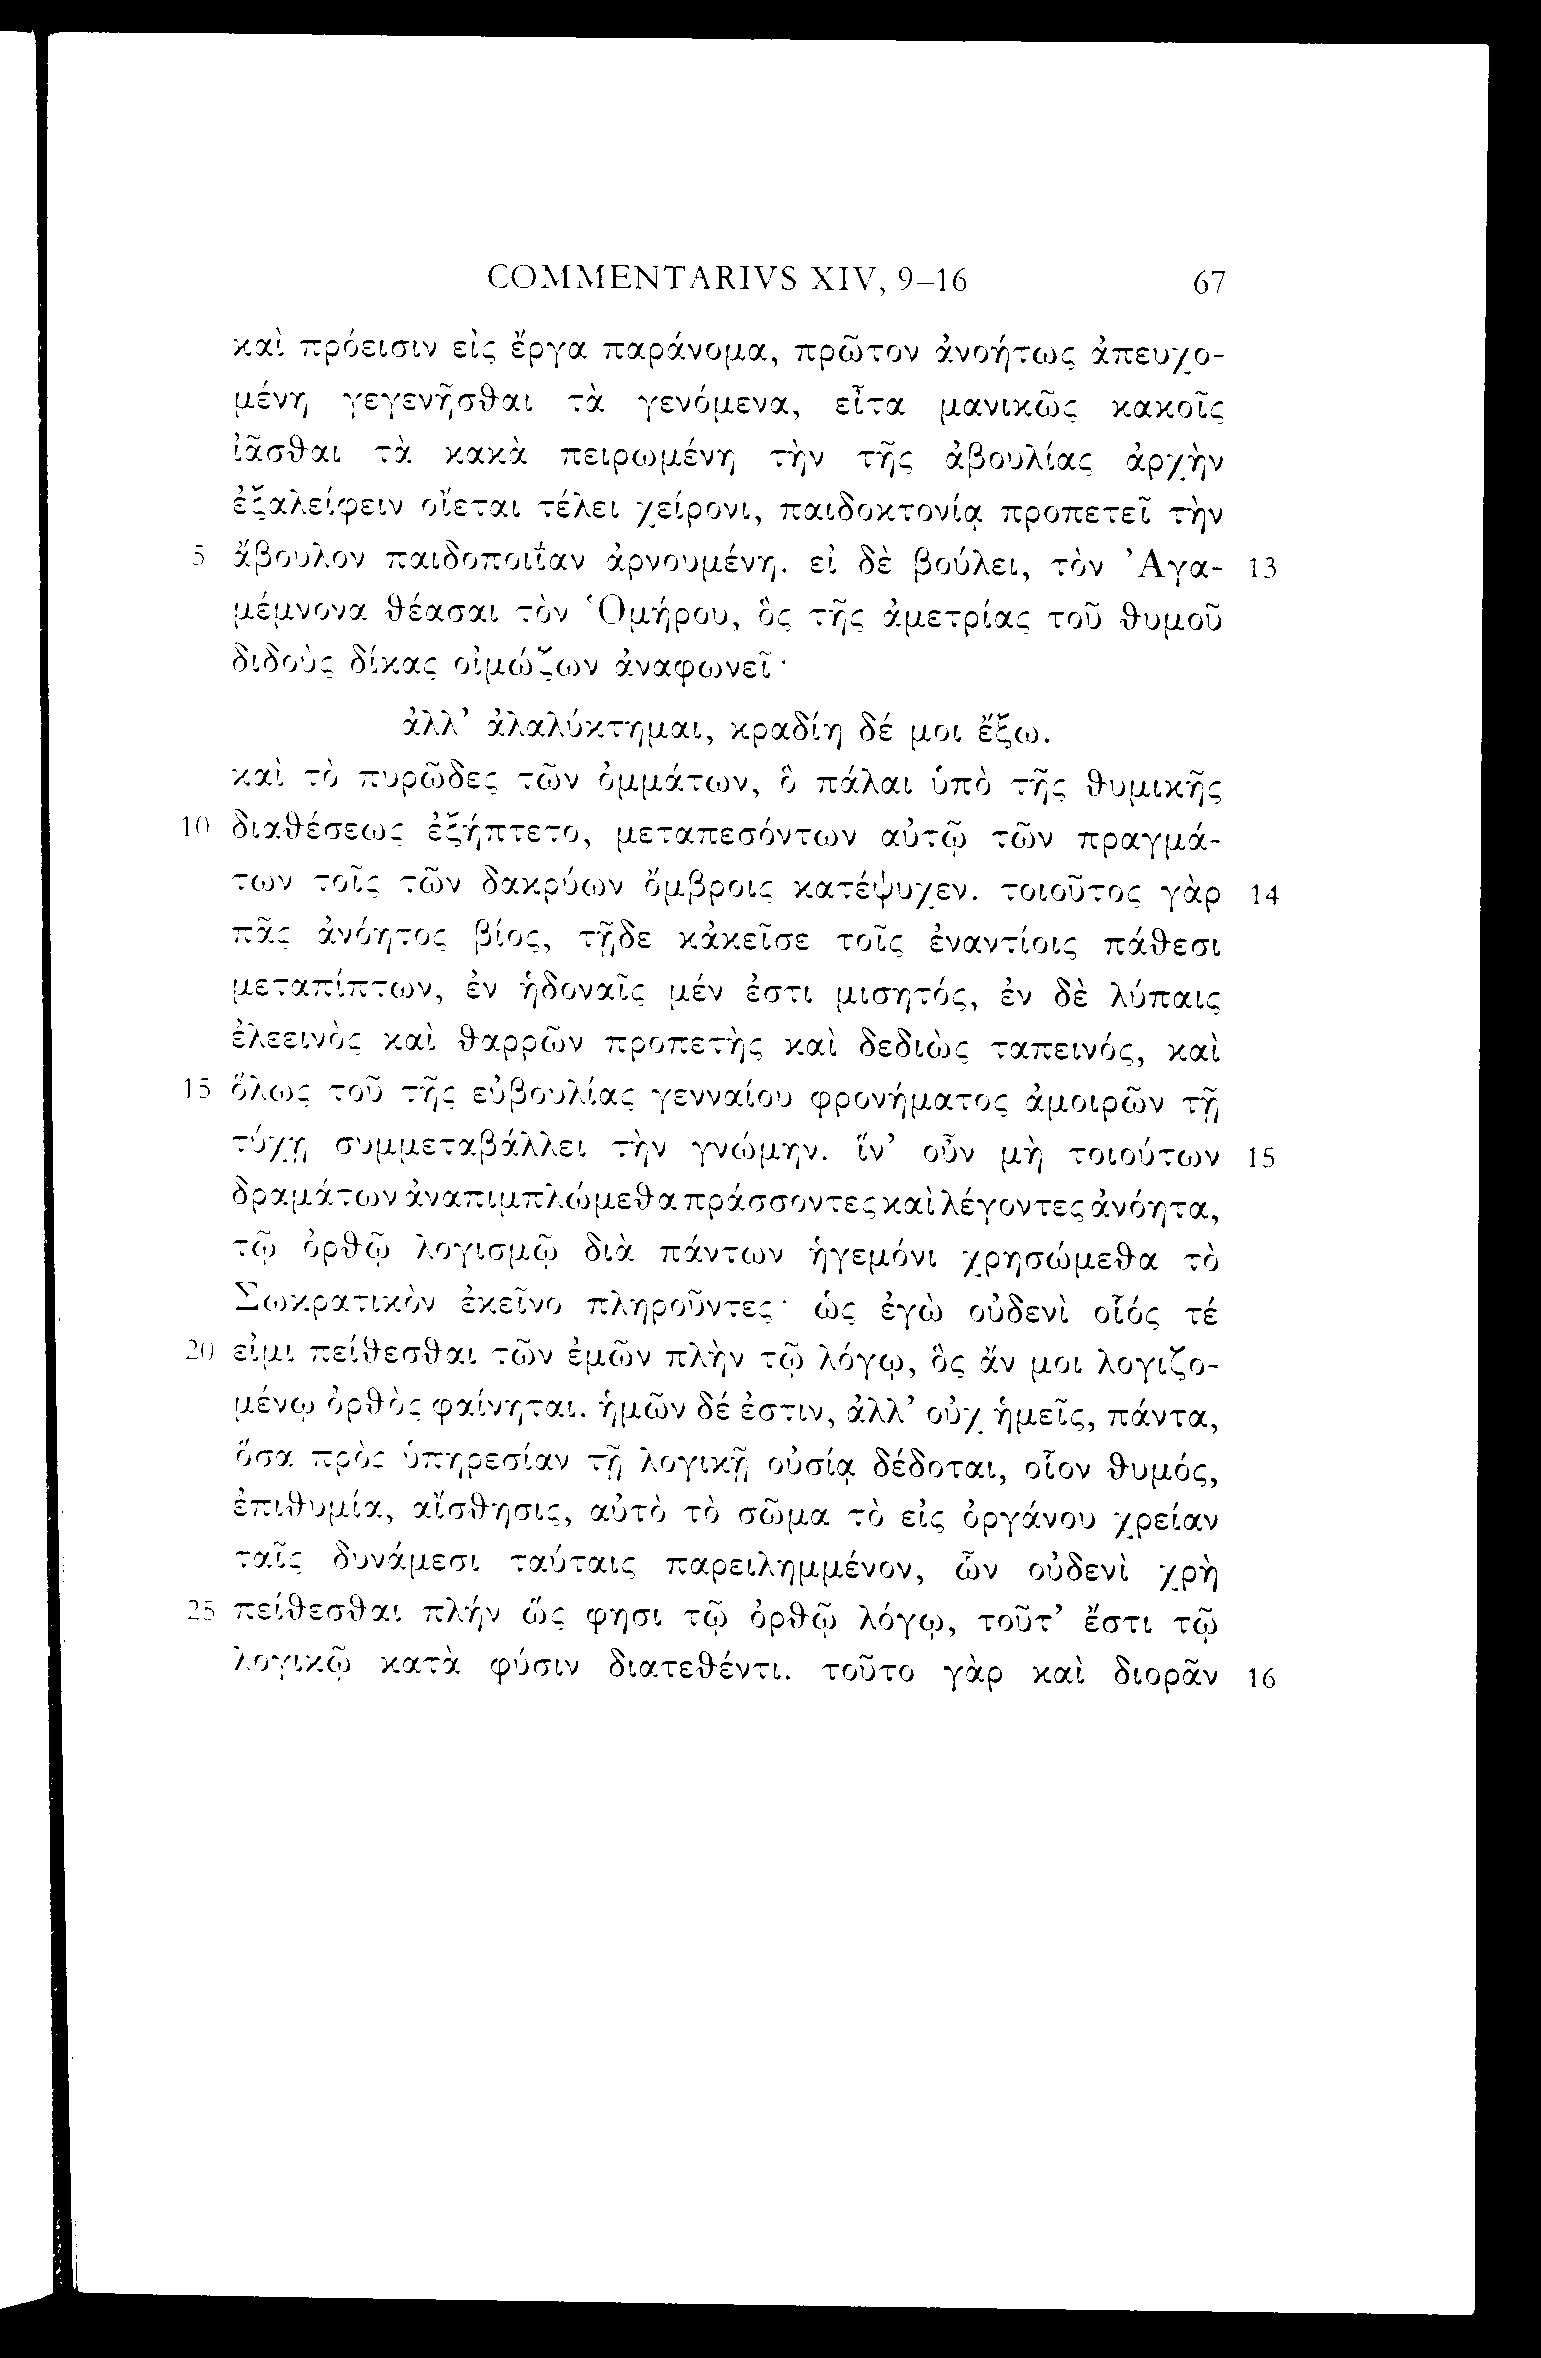 COMMENTARIVS XIV, 9–16 67
καὶ πρόεισιν εἰς ἔργα παράνομα, πρῶτον ἀνοήτως ἀπευχο-
μένη γεγενῆσθαι τὰ γενόμενα, εἶτα μανικῶς κακοῖς
ἰᾶσθαι τὰ κακὰ πειρωμένη τὴν τῆς ἀβουλίας ἀρχὴν
ἐξαλείφειν οἴεται τέλει χείρονι, παιδοκτονίᾳ προπετεῖ τὴν
5 ἄβουλον παιδοποιΐαν ἀρνουμένη. εἰ δὲ βούλει, τὸν Ἀγα- 13
μέμνονα θέασαι τὸν Ὁμήρου, ὃς τῆς ἀμετρίας τοῦ θυμοῦ
διδοὺς δίκας οἰμώζων ἀναφωνεῖ·
ἀλλ’ ἀλαλύκτημαι, κραδίη δέ μοι ἔξω.
καὶ τὸ πυρῶδες τῶν ὀμμάτων, ὃ πάλαι ὑπὸ τῆς θυμικῆς
10 διαθέσεως ἐξήπτετο, μεταπεσόντων αὐτῷ τῶν πραγμά-
των τοῖς τῶν δακρύων ὄμβροις κατέψυχεν. τοιοῦτος γὰρ 14
πᾶς ἀνόητος βίος, τῇδε κἀκεῖσε τοῖς ἐναντίοις πάθεσι
μεταπίπτων, ἐν ἡδοναῖς μέν ἐστι μισητός, ἐν δὲ λύπαις
ἐλεεινὸς καὶ θαρρῶν προπετὴς καὶ δεδιὼς ταπεινός, καὶ
15 ὅλως τοῦ τῆς εὐβουλίας γενναίου φρονήματος ἀμοιρῶν τῇ
τύχῃ συμμεταβάλλει τὴν γνώμην. ἵν’ οὖν μὴ τοιούτων 15
δραμάτων ἀναπιμπλώμεθα πράσσοντες καὶ λέγοντες ἀνόητα,
τῷ ὀρθῷ λογισμῷ διὰ πάντων ἡγεμόνι χρησώμεθα τὸ
Σωκρατικὸν ἐκεῖνο πληροῦντες· ὡς ἐγὼ οὐδενὶ οἷός τέ
20 εἰμι πείθεσθαι τῶν ἐμῶν πλὴν τῷ λόγῳ, ὃς ἄν μοι λογιζο-
μένῳ ὀρθὸς φαίνηται. ἡμῶν δέ ἐστιν, ἀλλ’ οὐχ ἡμεῖς, πάντα,
ὅσα πρὸς ὑπηρεσίαν τῇ λογικῇ οὐσίᾳ δέδοται, οἷον θυμός,
ἐπιθυμία, αἴσθησις, αὐτὸ τὸ σῶμα τὸ εἰς ὀργάνου χρείαν
ταῖς δυνάμεσι ταύταις παρειλημμένον, ὧν οὐδενὶ χρὴ
25 πείθεσθαι πλήν ὥς φησι τῷ ὀρθῷ λόγῳ, τοῦτ’ ἔστι τῷ
λογικῷ κατὰ φύσιν διατεθέντι. τοῦτο γὰρ καὶ διορᾶν 16